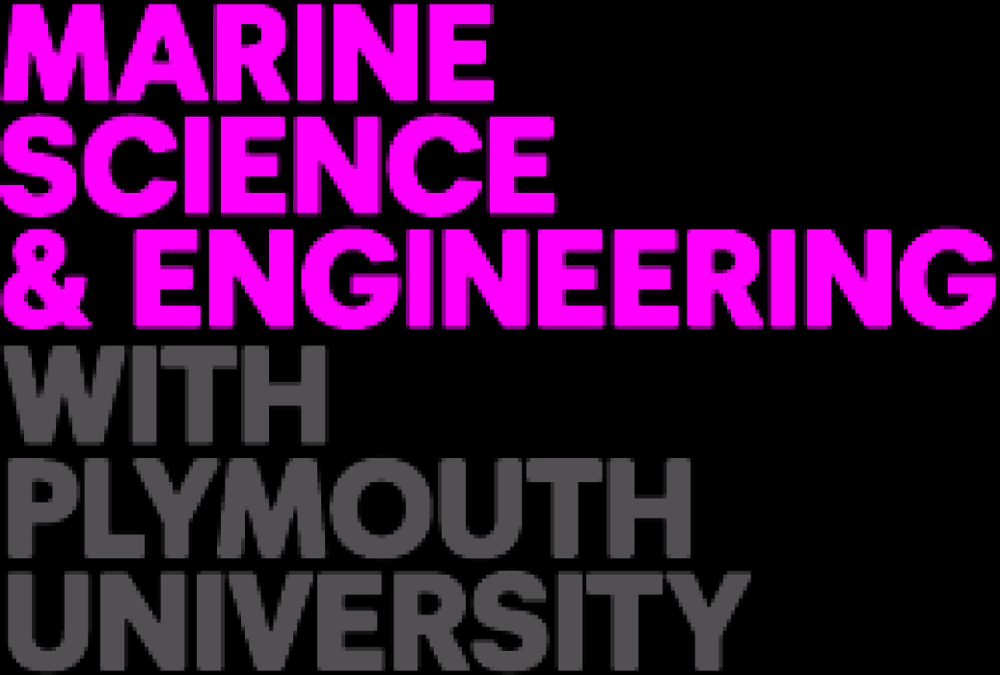 MARINE
SCIENCE
& ENGINEERING
WITH
PLYMOUTH
UNIVERSITY